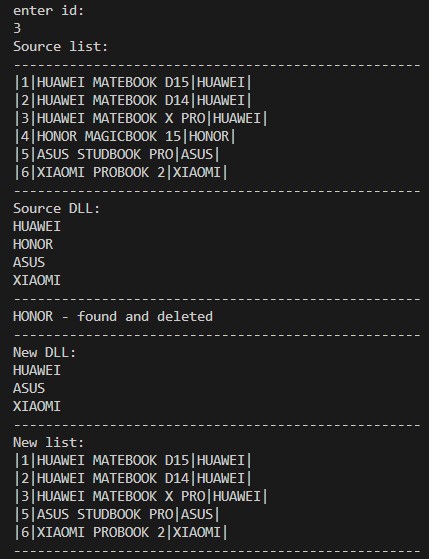 enter id:
3
Source list:
---------------------------------------------------
|1|HUAWEI MATEBOOK D15|HUAWEI|
|2|HUAWEI MATEBOOK D14|HUAWEI|
|3|HUAWEI MATEBOOK X PRO|HUAWEI|
|4|HONOR MAGICBOOK 15|HONOR|
|5|ASUS STUDBOOK PRO|ASUS|
|6|XIAOMI PROBOOK 2|XIAOMI|
---------------------------------------------------
Source DLL:
HUAWEI
HONOR
ASUS
XIAOMI
---------------------------------------------------
HONOR - found and deleted
---------------------------------------------------
New DLL:
HUAWEI
ASUS
XIAOMI
---------------------------------------------------
New list:
|1|HUAWEI MATEBOOK D15|HUAWEI|
|2|HUAWEI MATEBOOK D14|HUAWEI|
|3|HUAWEI MATEBOOK X PRO|HUAWEI|
|5|ASUS STUDBOOK PRO|ASUS|
|6|XIAOMI PROBOOK 2|XIAOMI|
---------------------------------------------------